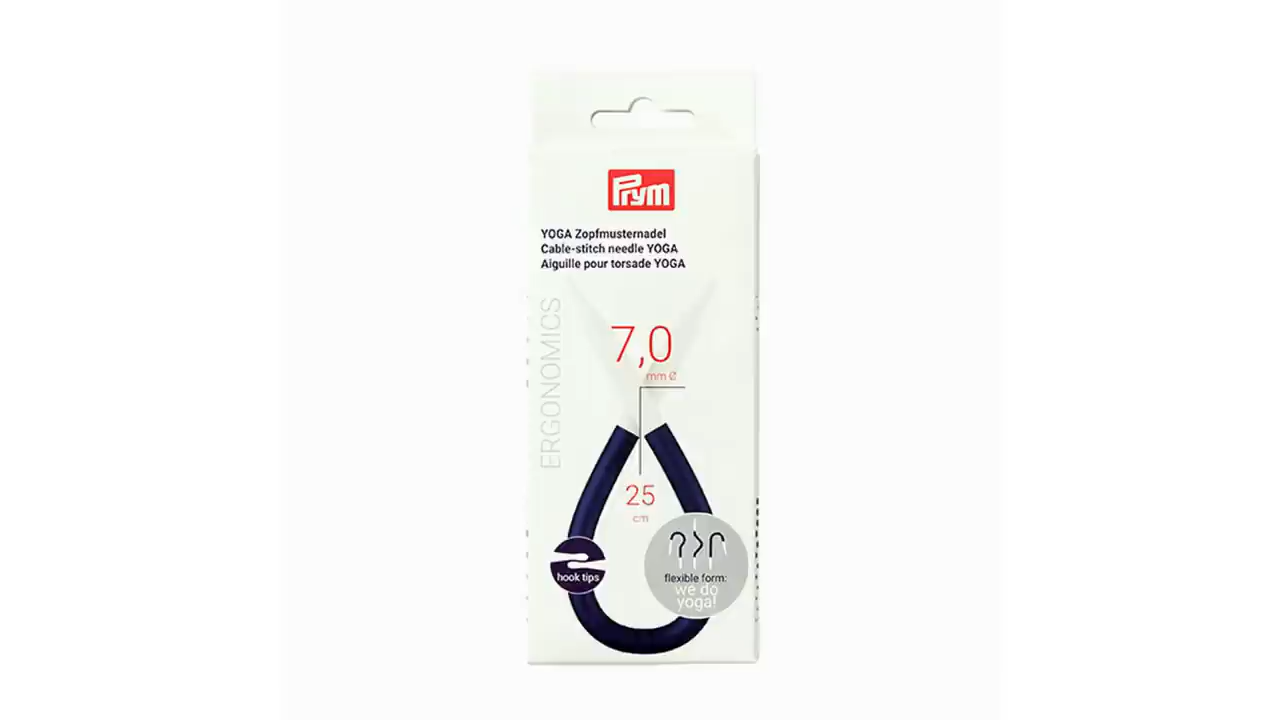 Prym
YOGA Zopfmusternadel
Cable-stitch needle YOGA
Aiguille pour torsade YOGA
ERGONOMICS
7,0
mm Ø
25
cm
hook tips
flexible form:
we do
yoga!